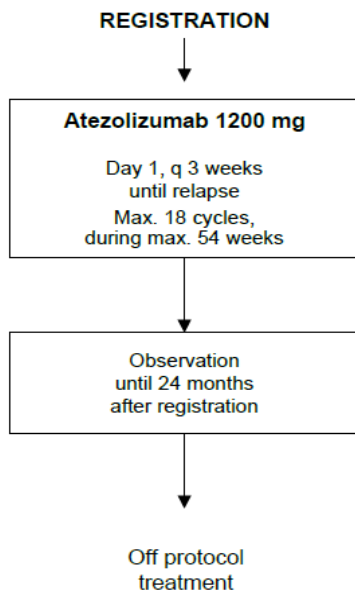 REGISTRATION
Atezolizumab 1200 mg
Day 1, q 3 weeks
until relapse
Max. 18 cycles,
during max. 54 weeks
Observation
until 24 months
after registration
Off protocol
treatment